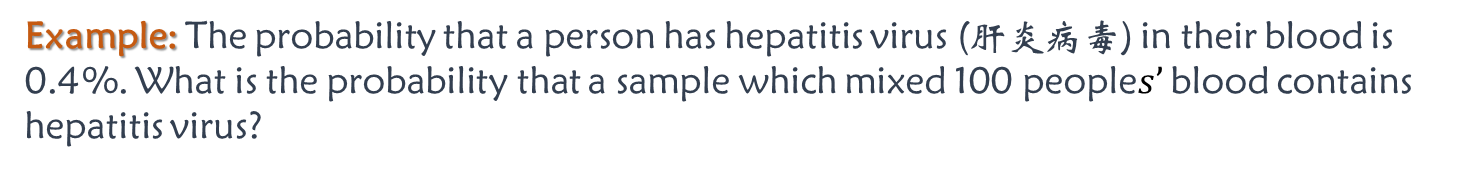 Example: The probability that a person has hepatitis virus (肝炎病毒) in their blood is
0.4%. What is the probability that a sample which mixed 100 peoples’ blood contains
hepatitis virus?